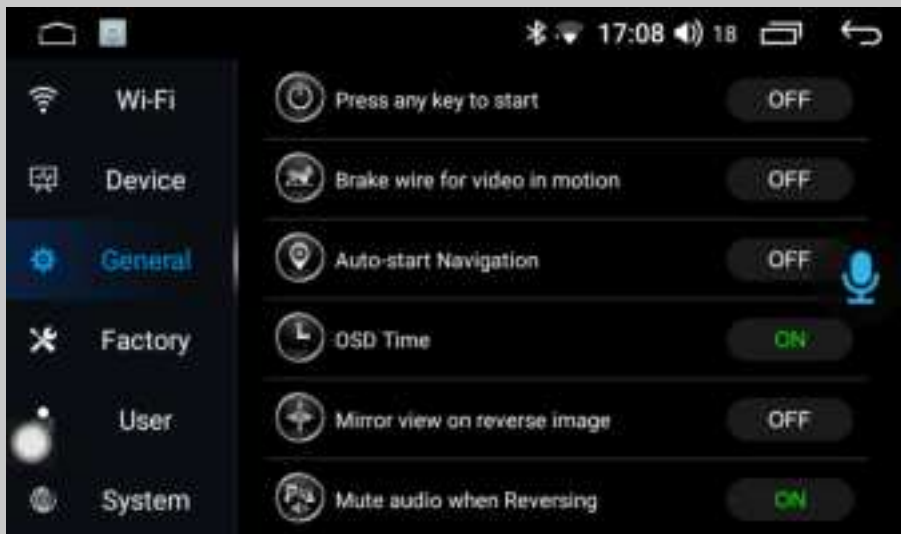 17:08 18
Wi-Fi
Press any key to start OFF
Device
Brake wire for video in motion OFF
General
Auto-start Navigation OFF
Factory
OSD Time ON
User
Mirror view on reverse image OFF
System
Mute audio when Reversing ON